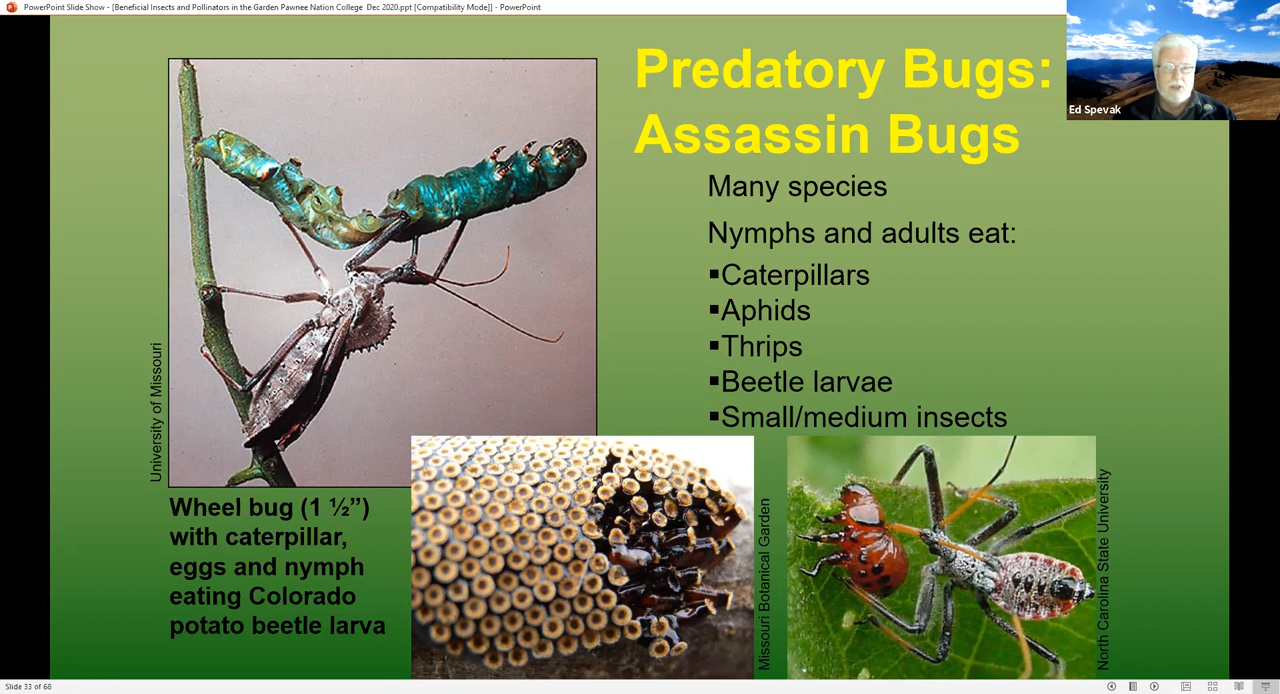 PowerPoint Slide Show - [Beneficial Insects and Pollinators in the Garden Pawnee Nation College  Dec 2020.ppt [Compatibility Mode]] - PowerPoint
Ed Spevak
Predatory Bugs:
Assassin Bugs
Many species
Nymphs and adults eat:
▪Caterpillars
▪Aphids
▪Thrips
▪Beetle larvae
▪Small/medium insects
University of Missouri
Wheel bug (1 ½”)
with caterpillar,
eggs and nymph
eating Colorado
potato beetle larva
Missouri Botanical Garden
North Carolina State University
Slide 33 of 68